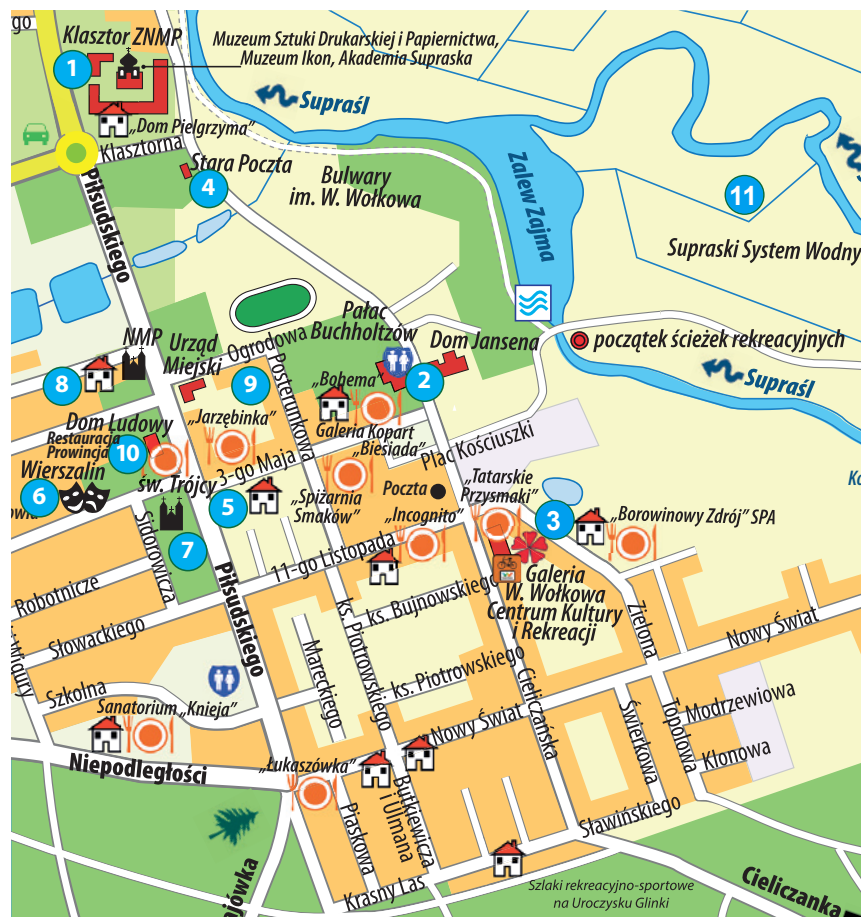 go
Klasztor ZNMP
Muzeum Sztuki Drukarskiej i Papiernictwa,
Muzeum Ikon, Akademia Supraska
1
„Dom Pielgrzyma”
Klasztorna
Supraśl
Stara Poczta
4
Bulwary
im. W. Wołkowa
Zalew Zajma
11
Supraski System Wodny
Piłsudskiego
Pałac
Buchholtzów
Dom Jansena
początek ścieżek rekreacyjnych
Supraśl
NMP
Urząd
Miejski
Ogrodowa
Posterunkowa
8
9
2
„Bohema”
„Jarzębinka”
Galeria Kopart
„Biesiada”
Plac Kościuszki
Dom Ludowy
Restauracja
Prowincja
10
3-go Maja
Wierszalin
6
św. Trójcy
5
„Spiżarnia
Smaków”
Poczta
„Tatarskie
Przysmaki”
„Incognito”
3
„Borowinowy Zdrój” SPA
7
Sidorowicza
11-go Listopada
Galeria
W. Wołkowa
Centrum Kultury
i Rekreacji
Robotnicze
Słowackiego
Piłsudskiego
ks. Bujnowskiego
ks. Piotrowskiego
ks. Piotrowskiego
Mareckiego
Zielona
Nowy Świat
Wigury
Szkolna
Sanatorium „Knieja”
Niepodległości
Nowy Świat
Cieliczańska
Świerkowa
Topolowa
Modrzewiowa
Klonowa
„Łukaszówka”
Piaskowa
Butkiewicza
i Ulmana
Sławińskiego
Krasny Las
Szlaki rekreacyjno-sportowe
na Uroczysku Glinki
Cieliczanka
ajówka